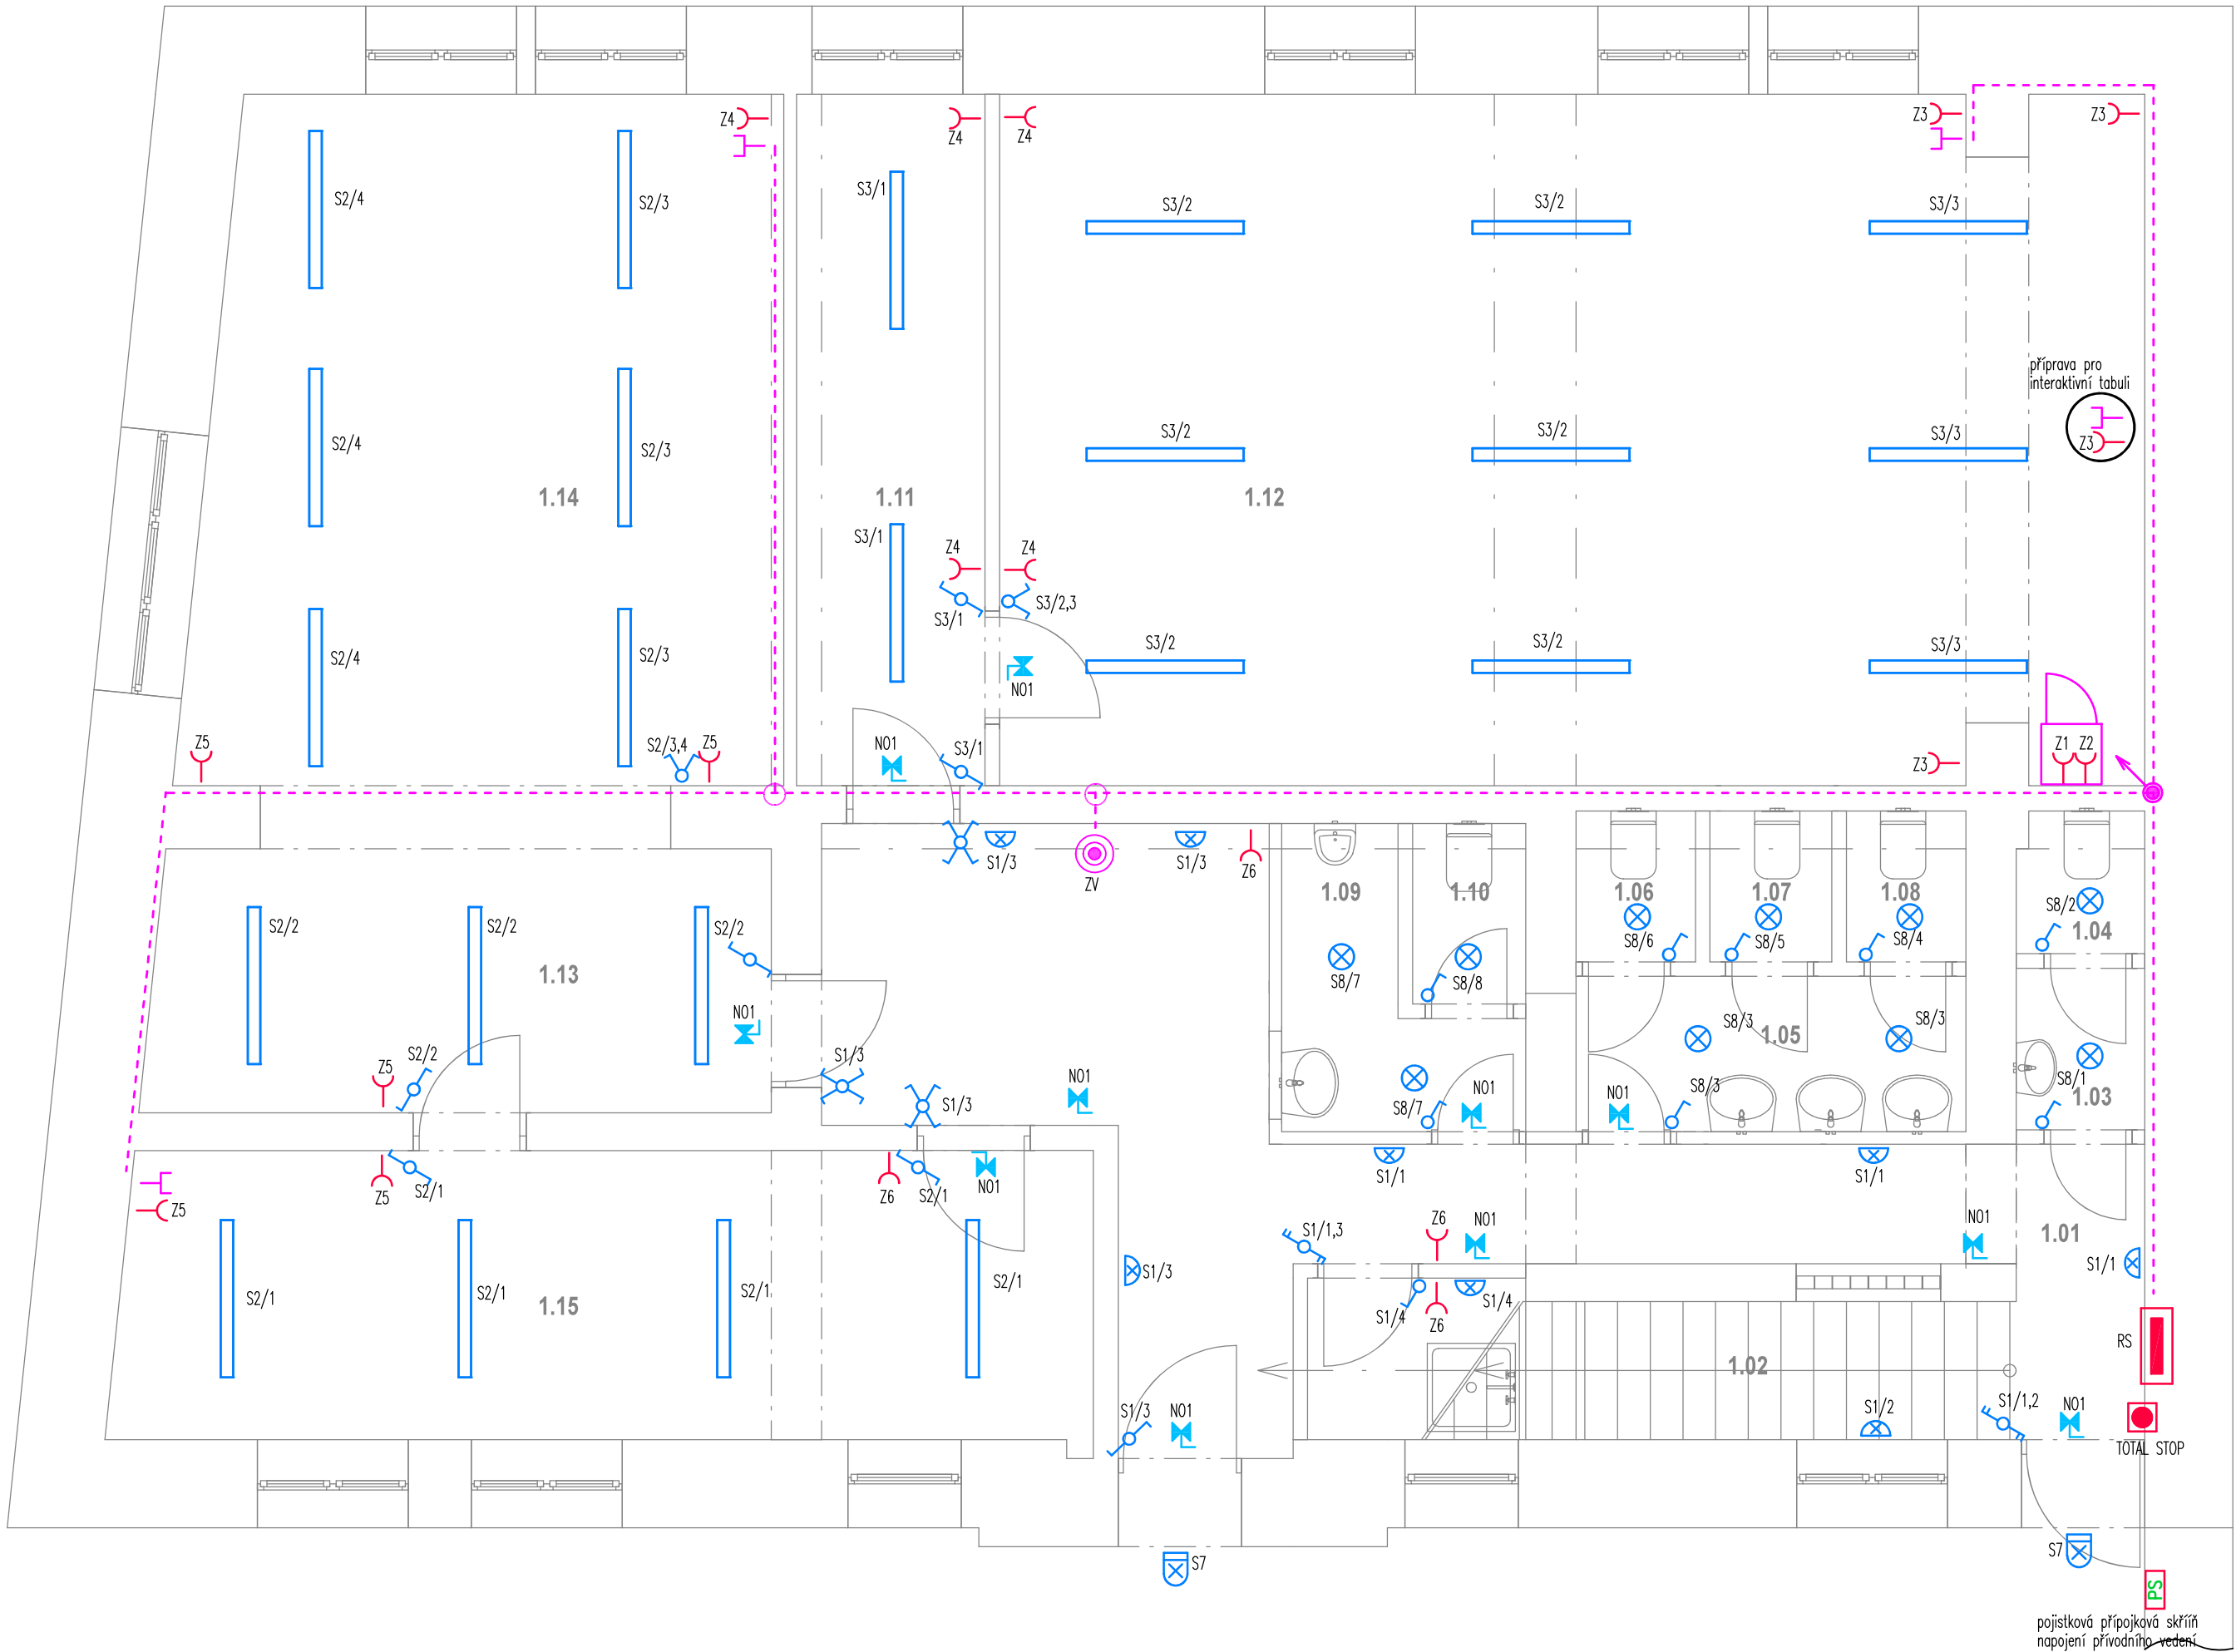 Z4
Z4
Z4
Z3
Z3
S2/4
S2/3
S3/1
S3/2
S3/2
S3/3
příprava pro
interaktivní tabuli
Z3
S2/4
S2/3
S3/2
S3/2
S3/3
1.14
1.11
1.12
S3/1
Z4
Z4
S3/1
S3/2,3
S2/4
S2/3
S3/2
S3/2
S3/3
NO1
Z5
S2/3,4
Z5
NO1
S3/1
Z3
Z1
Z2
S1/3
ZV
S1/3
Z6
1.09
1.10
1.06
1.07
1.08
S8/2
1.04
S2/2
S2/2
S2/2
S8/6
S8/5
S8/4
1.13
S8/7
S8/8
NO1
S8/3
1.05
S8/3
S2/2
Z5
S1/3
S1/3
NO1
S8/7
NO1
NO1
S8/3
S8/1
1.03
Z5
Z5
S2/1
Z6
S2/1
NO1
S1/1
S1/1
S1/1,3
Z6
NO1
NO1
1.01
S1/3
S1/1
S2/1
S2/1
1.15
S2/1
S2/1
S1/4
Z6
S1/4
RS
1.02
S1/3
NO1
S1/2
S1/1,2
NO1
TOTAL STOP
S7
S7
PS
pojistková přípojková skříň
napojení přívodního vedení